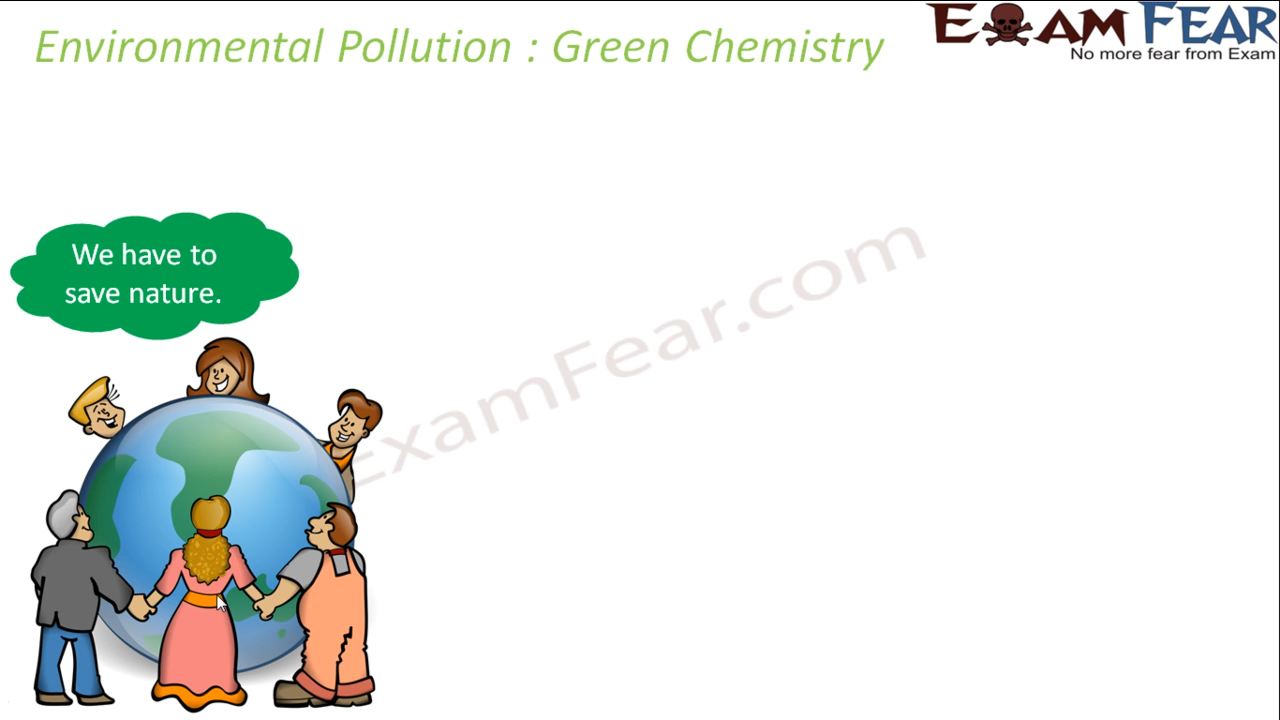 Environmental Pollution : Green Chemistry
EXAM FEAR
No more fear from Exam
We have to
save nature.
ExamFear.com